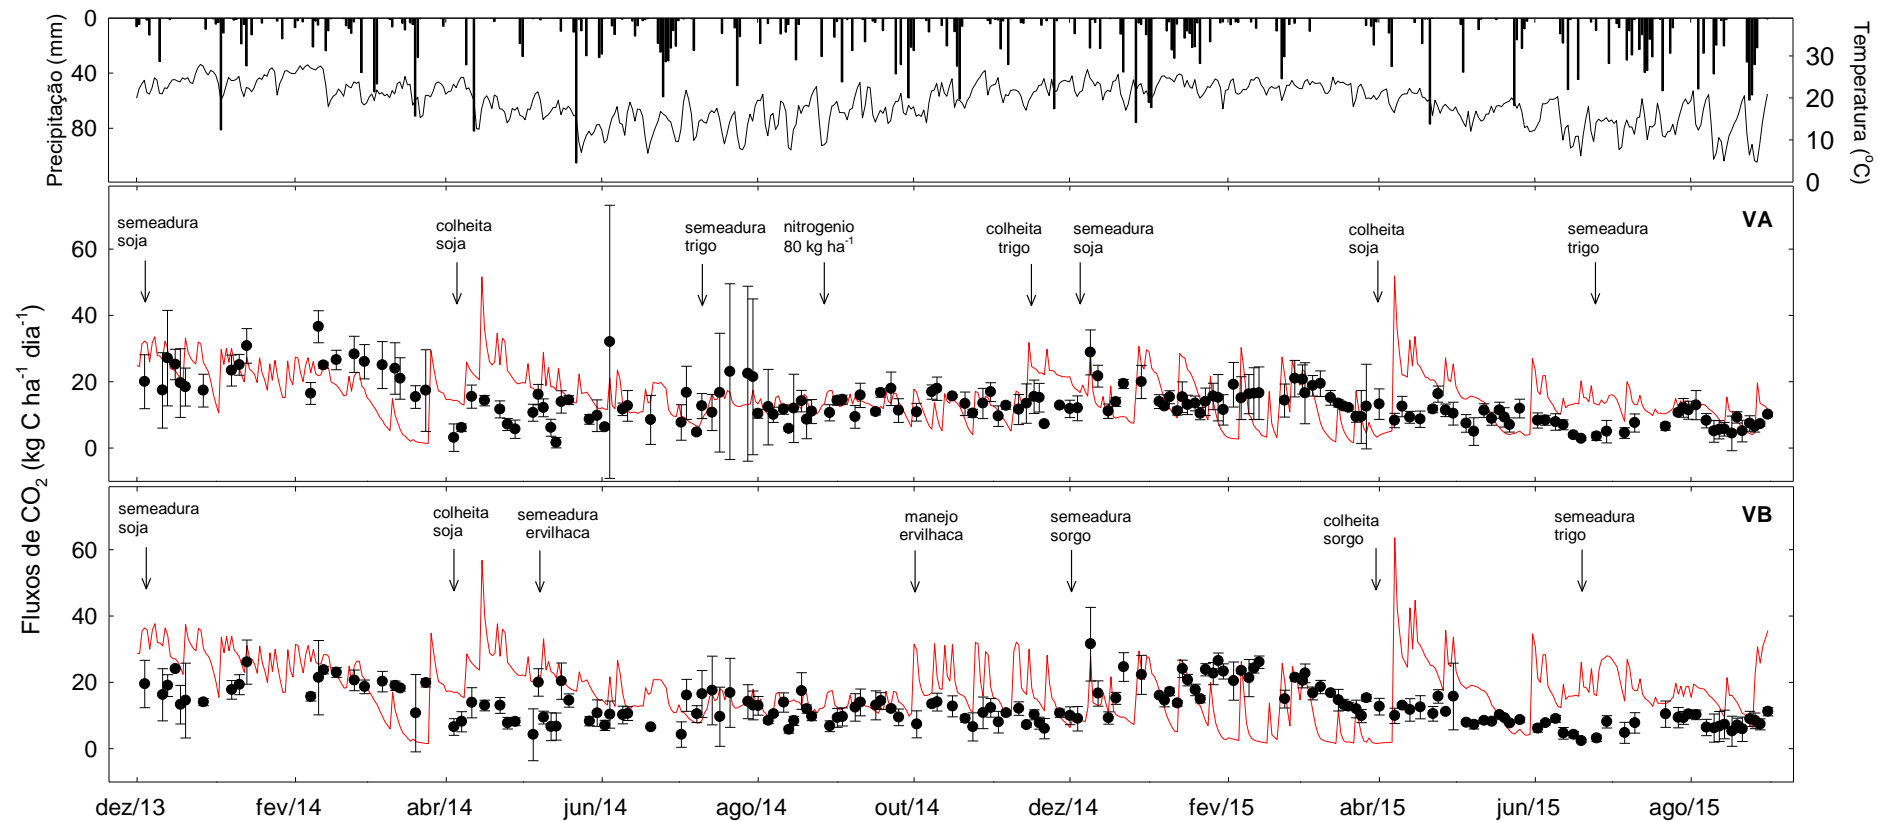 Precipitação (mm)
0
40
80
Temperatura (°C)
30
20
10
0
VA
semeadura
soja
colheita
soja
semeadura
trigo
nitrogenio
80 kg ha⁻¹
colheita
trigo
semeadura
soja
colheita
soja
semeadura
trigo
60
40
20
0
Fluxos de CO₂ (kg C ha⁻¹ dia⁻¹)
VB
semeadura
soja
colheita
soja
semeadura
ervilhaca
manejo
ervilhaca
semeadura
sorgo
colheita
sorgo
semeadura
trigo
60
40
20
0
dez/13 fev/14 abr/14 jun/14 ago/14 out/14 dez/14 fev/15 abr/15 jun/15 ago/15